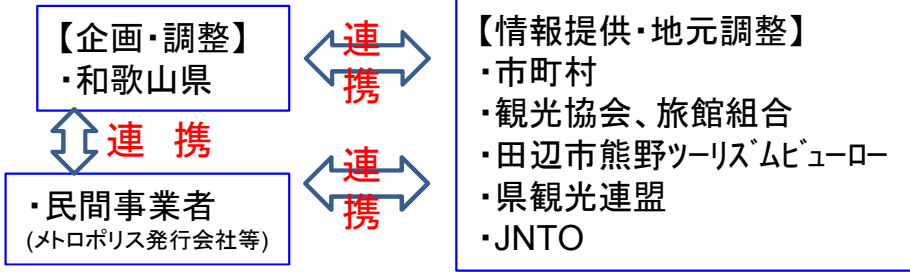 【企画・調整】
・和歌山県
連携
連 携
・民間事業者
(メトロポリス発行会社等)
連携
【情報提供・地元調整】
・市町村
・観光協会、旅館組合
・田辺市熊野ﾂｰﾘｽﾞﾑﾋﾞｭｰﾛｰ
・県観光連盟
・JNTO